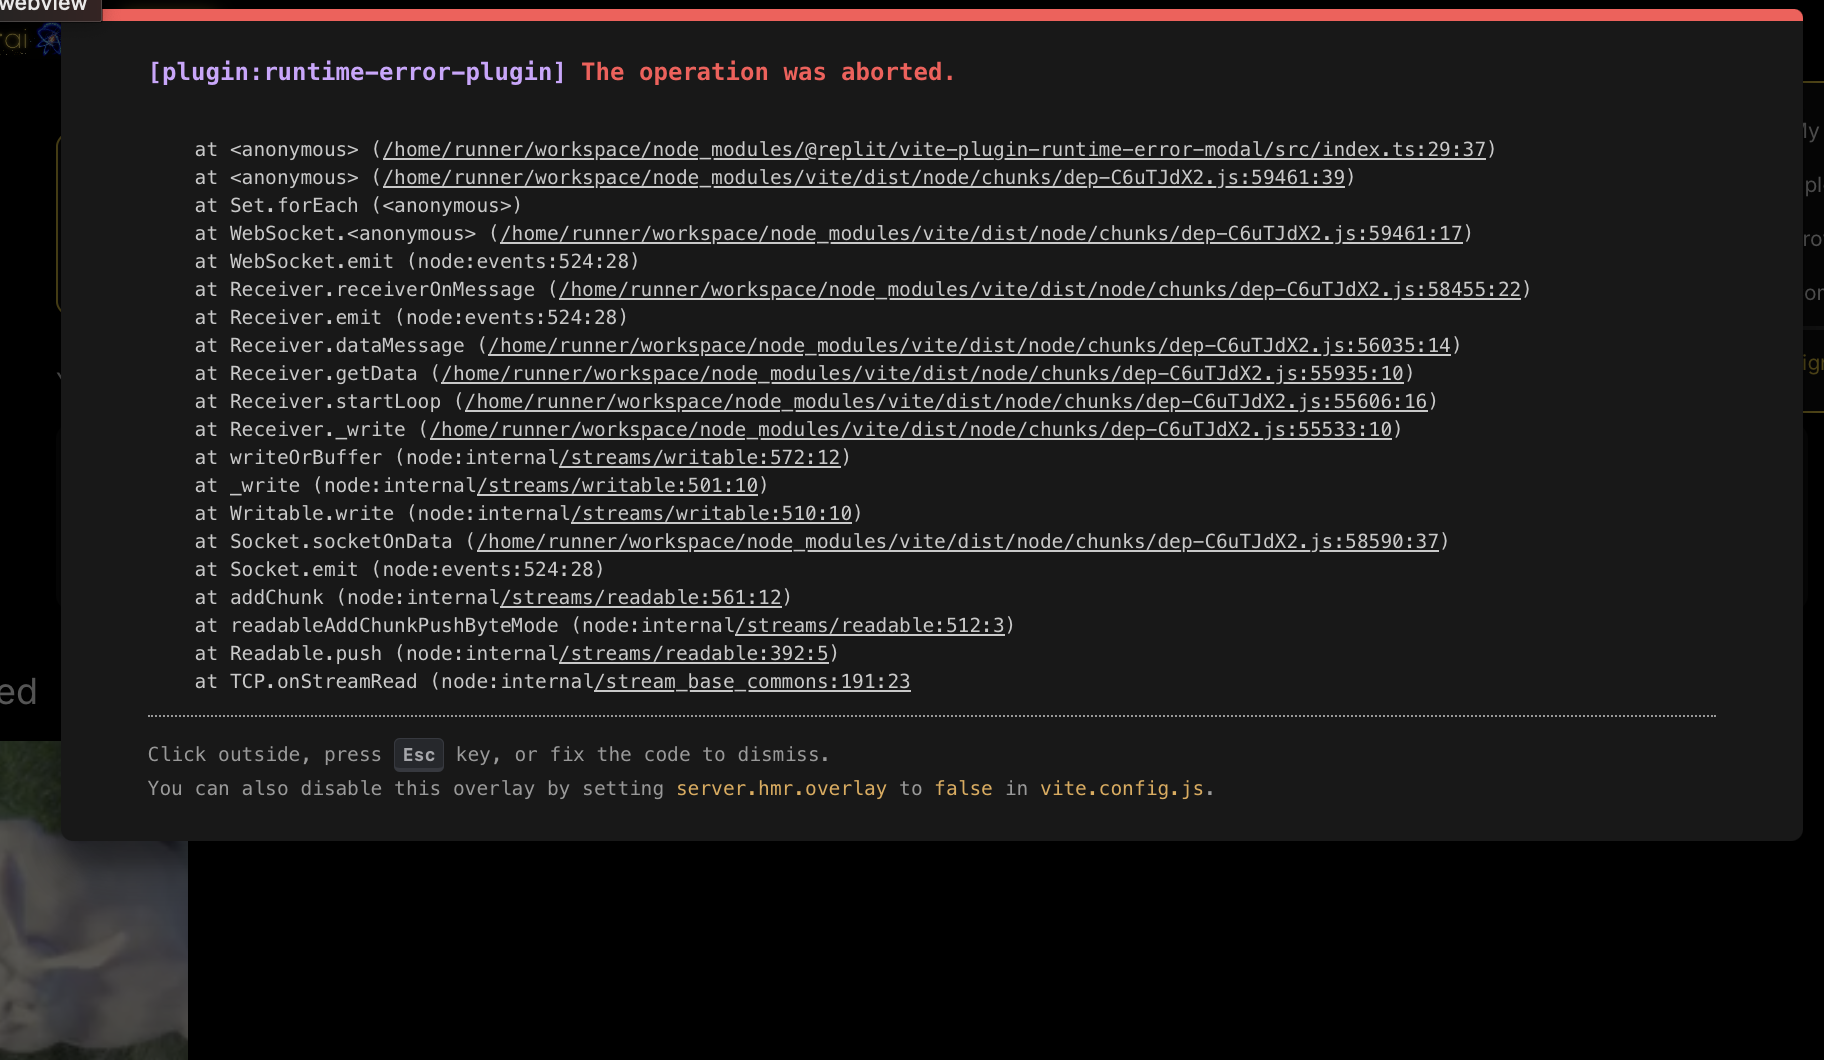 webview
rai
[plugin:runtime-error-plugin] The operation was aborted.
at <anonymous> (/home/runner/workspace/node_modules/@replit/vite-plugin-runtime-error-modal/src/index.ts:29:37)
at <anonymous> (/home/runner/workspace/node_modules/vite/dist/node/chunks/dep-C6uTJdX2.js:59461:39)
at Set.forEach (<anonymous>)
at WebSocket.<anonymous> (/home/runner/workspace/node_modules/vite/dist/node/chunks/dep-C6uTJdX2.js:59461:17)
at WebSocket.emit (node:events:524:28)
at Receiver.receiverOnMessage (/home/runner/workspace/node_modules/vite/dist/node/chunks/dep-C6uTJdX2.js:58455:22)
at Receiver.emit (node:events:524:28)
at Receiver.dataMessage (/home/runner/workspace/node_modules/vite/dist/node/chunks/dep-C6uTJdX2.js:56035:14)
at Receiver.getData (/home/runner/workspace/node_modules/vite/dist/node/chunks/dep-C6uTJdX2.js:55935:10)
at Receiver.startLoop (/home/runner/workspace/node_modules/vite/dist/node/chunks/dep-C6uTJdX2.js:55606:16)
at Receiver._write (/home/runner/workspace/node_modules/vite/dist/node/chunks/dep-C6uTJdX2.js:55533:10)
at writeOrBuffer (node:internal/streams/writable:572:12)
at _write (node:internal/streams/writable:501:10)
at Writable.write (node:internal/streams/writable:510:10)
at Socket.socketOnData (/home/runner/workspace/node_modules/vite/dist/node/chunks/dep-C6uTJdX2.js:58590:37)
at Socket.emit (node:events:524:28)
at addChunk (node:internal/streams/readable:561:12)
at readableAddChunkPushByteMode (node:internal/streams/readable:512:3)
at Readable.push (node:internal/streams/readable:392:5)
at TCP.onStreamRead (node:internal/stream_base_commons:191:23
ed
Click outside, press Esc key, or fix the code to dismiss.
You can also disable this overlay by setting server.hmr.overlay to false in vite.config.js.